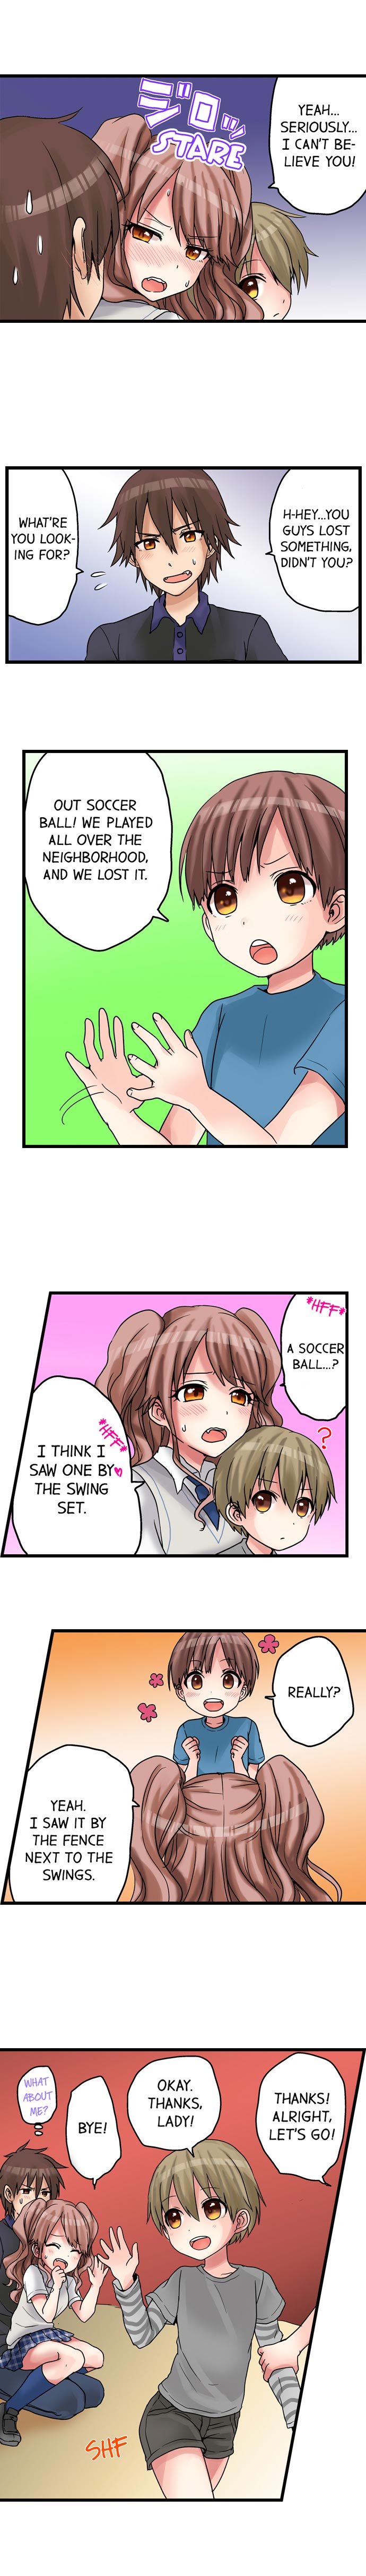 YEAH...
SERIOUSLY...
I CAN'T BE-
LIEVE YOU!
ジロッ
STARE
H-HEY...YOU
GUYS LOST
SOMETHING,
DIDN'T YOU?
WHAT'RE
YOU LOOK-
ING FOR?
OUT SOCCER
BALL! WE PLAYED
ALL OVER THE
NEIGHBORHOOD,
AND WE LOST IT.
*HFF*
A SOCCER
BALL...?
?
*HFF*
I THINK I
SAW ONE BY
THE SWING
SET.
REALLY?
YEAH.
I SAW IT BY
THE FENCE
NEXT TO THE
SWINGS.
THANKS!
ALRIGHT,
LET'S GO!
OKAY.
THANKS,
LADY!
BYE!
WHAT
ABOUT
ME?
SHF